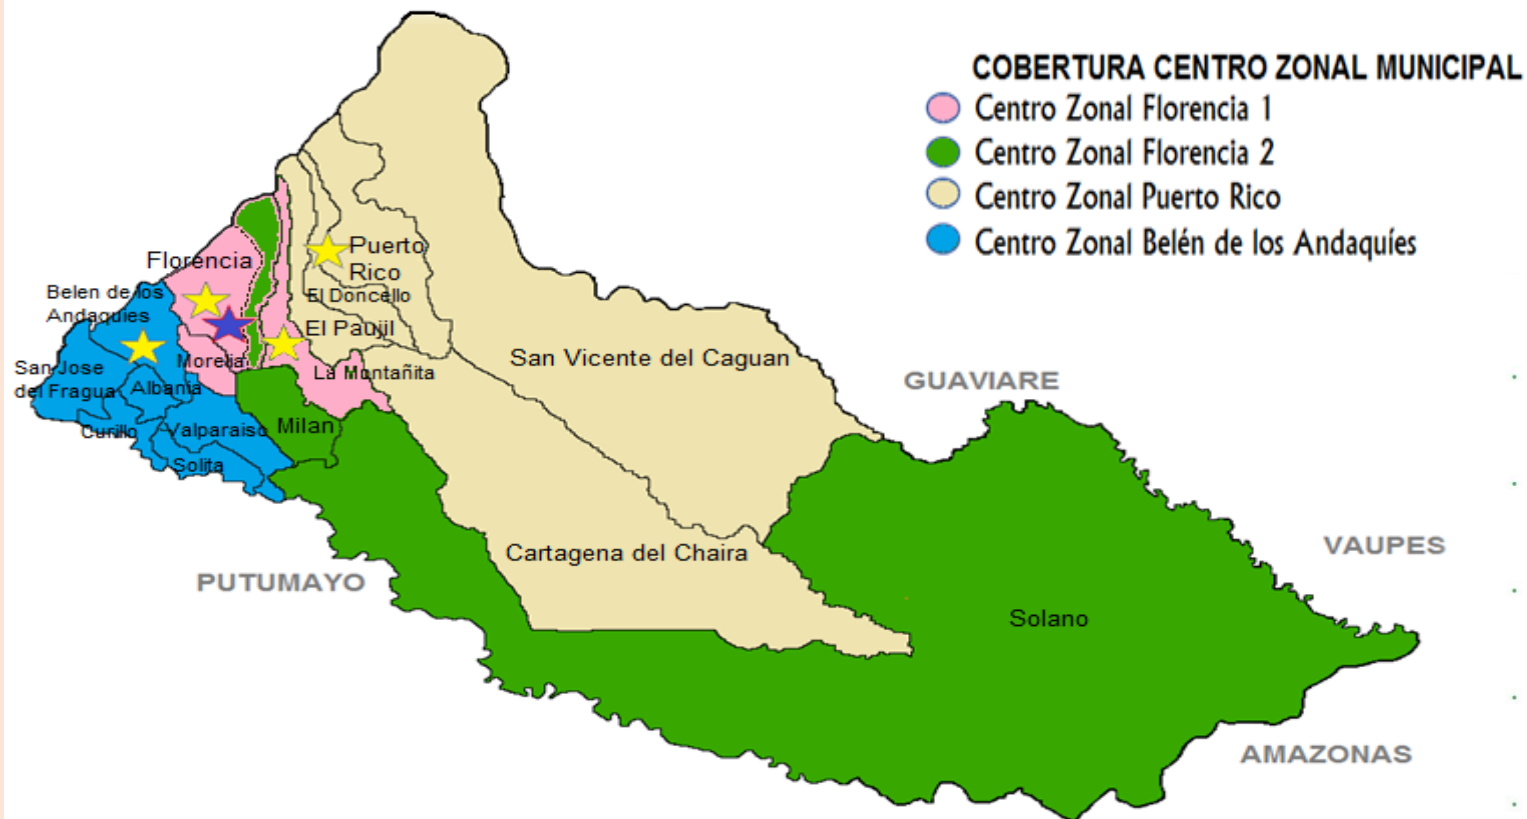 COBERTURA CENTRO ZONAL MUNICIPAL
Centro Zonal Florencia 1
Centro Zonal Florencia 2
Centro Zonal Puerto Rico
Centro Zonal Belén de los Andaquíes
Florencia
Puerto
Rico
Belen de los
Andaquies
El Doncello
El Paujil
San Vicente del Caguan
Morelia
San Jose
del Fragua
La Montañita
GUAVIARE
Albania
Curillo
Valparaiso
Milan
Solita
Cartagena del Chaira
VAUPES
PUTUMAYO
Solano
AMAZONAS